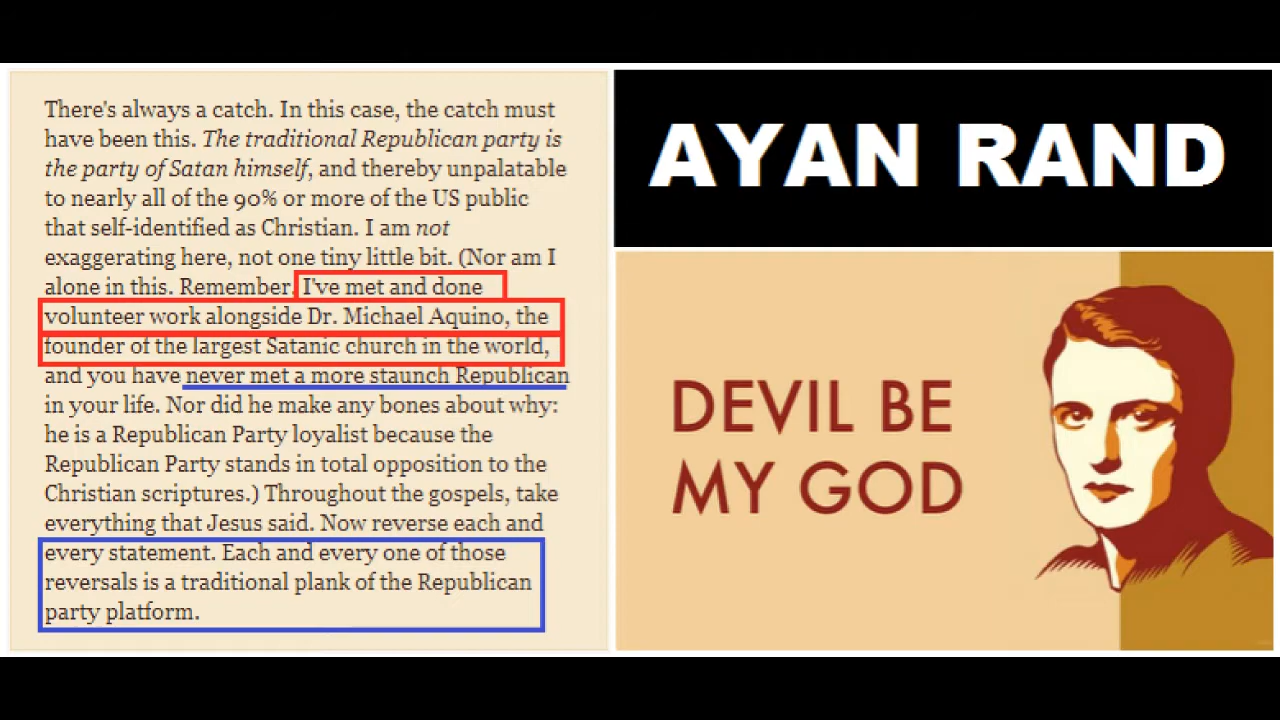 There's always a catch. In this case, the catch must
have been this. The traditional Republican party is
the party of Satan himself, and thereby unpalatable
to nearly all of the 90% or more of the US public
that self-identified as Christian. I am not
exaggerating here, not one tiny little bit. (Nor am I
alone in this. Remember, I've met and done
volunteer work alongside Dr. Michael Aquino, the
founder of the largest Satanic church in the world,
and you have never met a more staunch Republican
in your life. Nor did he make any bones about why:
he is a Republican Party loyalist because the
Republican Party stands in total opposition to the
Christian scriptures.) Throughout the gospels, take
everything that Jesus said. Now reverse each and
every statement. Each and every one of those
reversals is a traditional plank of the Republican
party platform.
AYAN RAND
DEVIL BE
MY GOD